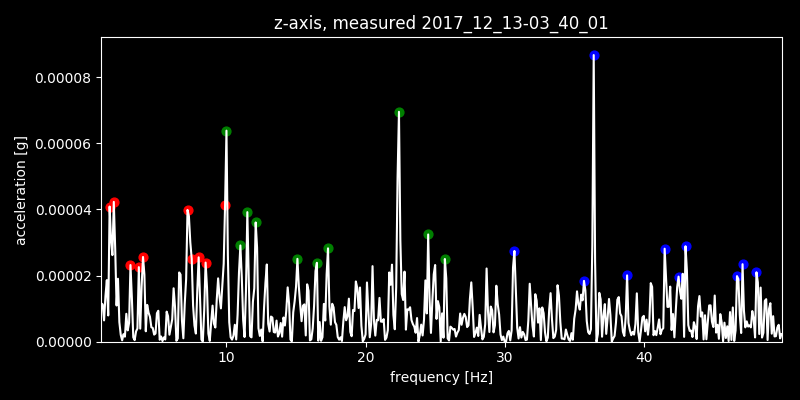 z-axis, measured 2017_12_13-03_40_01
0.00008
0.00006
0.00004
0.00002
0.00000
acceleration [g]
10 20 30 40
frequency [Hz]